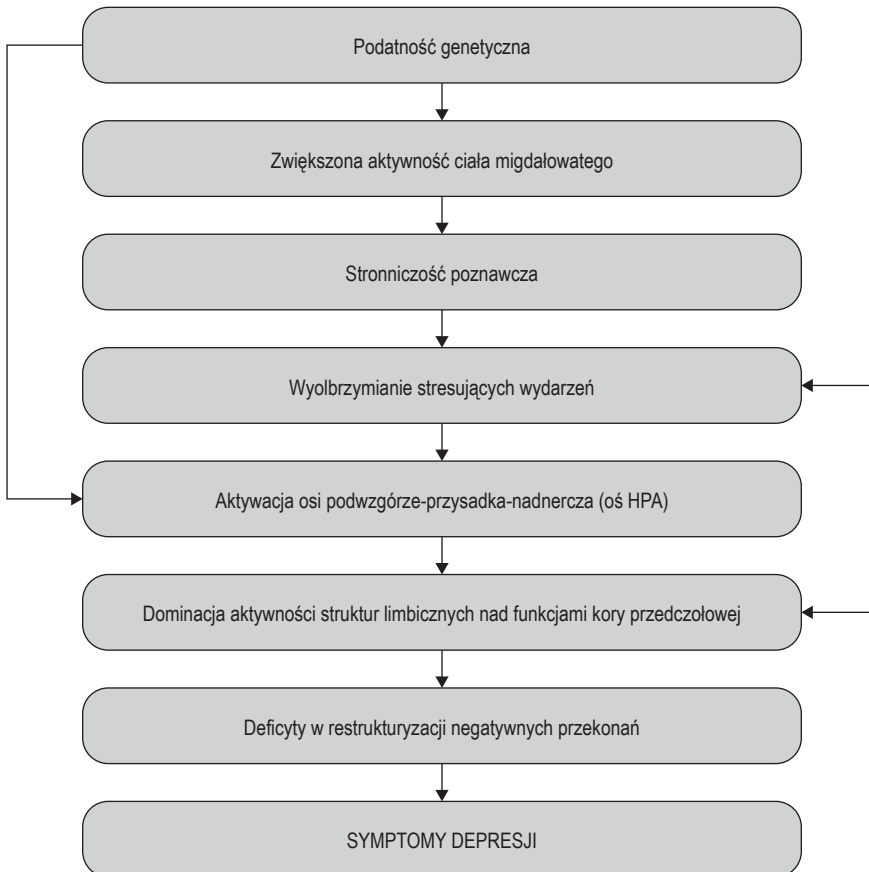 Podatność genetyczna
Zwiększona aktywność ciała migdałowatego
Stronniczość poznawcza
Wyolbrzymianie stresujących wydarzeń
Aktywacja osi podwzgórze-przysadka-nadnercza (oś HPA)
Dominacja aktywności struktur limbicznych nad funkcjami kory przedczołowej
Deficyty w restrukturyzacji negatywnych przekonań
SYMPTOMY DEPRESJI